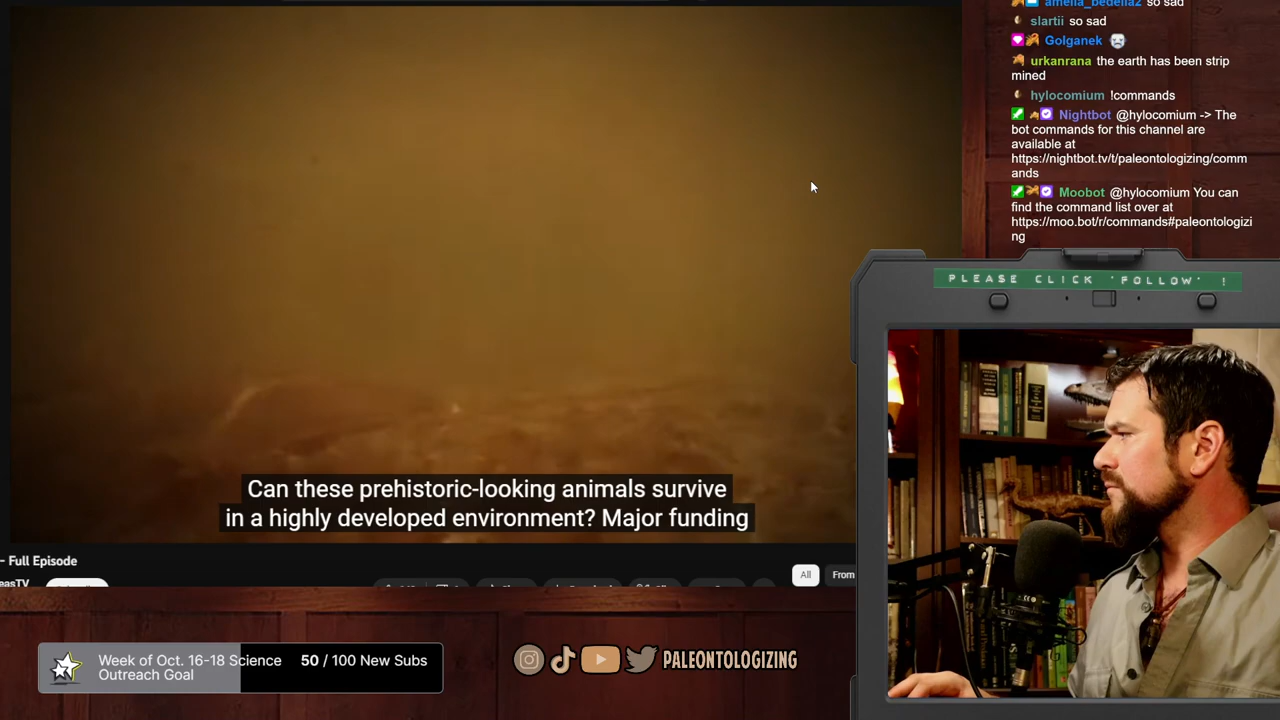 amelia_bedelia2 so sad
slartii so sad
Golganek
urkanrana the earth has been strip
mined
hylocomium !commands
Nightbot @hylocomium -> The
bot commands for this channel are
available at
https://nightbot.tv/t/paleontologizing/comm
ands
Moobot @hylocomium You can
find the command list over at
https://moo.bot/r/commands#paleontologizi
ng
PLEASE CLICK 'FOLLOW' !
Can these prehistoric-looking animals survive
in a highly developed environment? Major funding
- Full Episode
All
From
Week of Oct. 16-18 Science
Outreach Goal
50 / 100 New Subs
PALEONTOLOGIZING